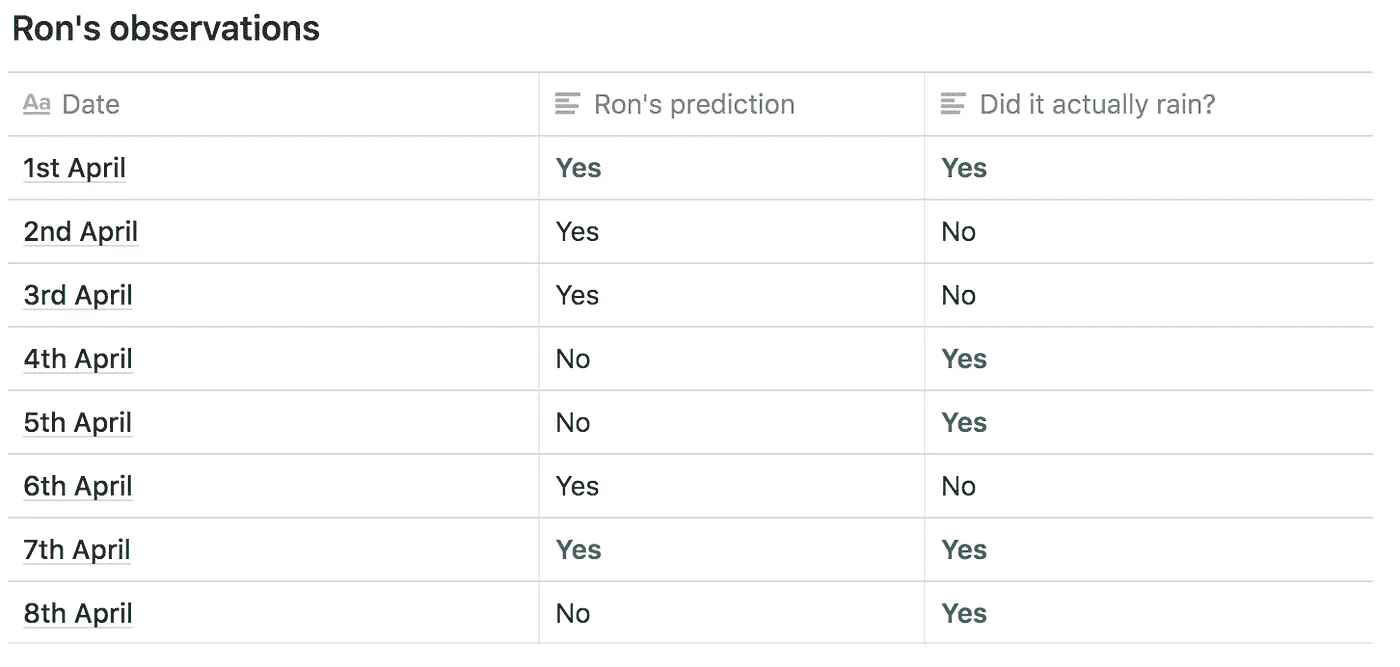 Ron's observations
Aa Date Ron's prediction Did it actually rain?
1st April Yes Yes
2nd April Yes No
3rd April Yes No
4th April No Yes
5th April No Yes
6th April Yes No
7th April Yes Yes
8th April No Yes